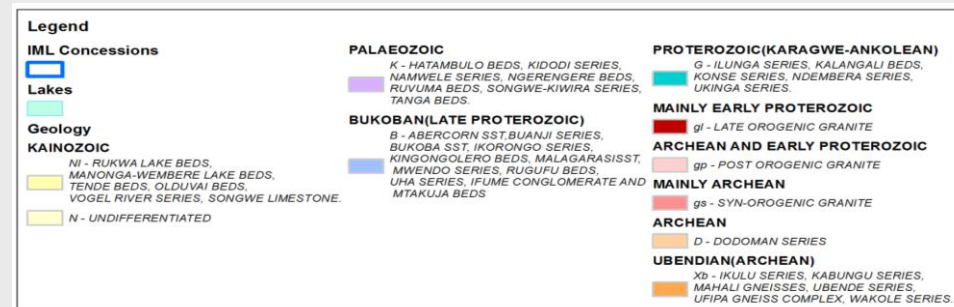 Legend
IML Concessions
Lakes
Geology
KAINOZOIC
NI - RUKWA LAKE BEDS,
MANONGA-WEMBERE LAKE BEDS,
TENDE BEDS, OLDUVAI BEDS,
VOGEL RIVER SERIES, SONGWE LIMESTONE.
N - UNDIFFERENTIATED
PALAEOZOIC
K - HATAMBULO BEDS, KIDODI SERIES,
NAMWELE SERIES, NGERENGERE BEDS,
RUVUMA BEDS, SONGWE-KIWIRA SERIES,
TANGA BEDS.
BUKOBAN(LATE PROTEROZOIC)
B - ABERCORN SST,BUANJI SERIES,
BUKOBA SST, IKORONGO SERIES,
KINGONGOLERO BEDS, MALAGARASISST,
MWENDO SERIES, RUGUFU BEDS,
UHA SERIES, IFUME CONGLOMERATE AND
MTAKUJA BEDS
PROTEROZOIC(KARAGWE-ANKOLEAN)
G - ILUNGA SERIES, KALANGALI BEDS,
KONSE SERIES, NDEMBERA SERIES,
UKINGA SERIES.
MAINLY EARLY PROTEROZOIC
gl - LATE OROGENIC GRANITE
ARCHEAN AND EARLY PROTEROZOIC
gp - POST OROGENIC GRANITE
MAINLY ARCHEAN
gs - SYN-OROGENIC GRANITE
ARCHEAN
D - DODOMAN SERIES
UBENDIAN(ARCHEAN)
Xb - IKULU SERIES, KABUNGU SERIES,
MAHALI GNEISSES, UBENDE SERIES,
UFIPA GNEISS COMPLEX, WAKOLE SERIES.